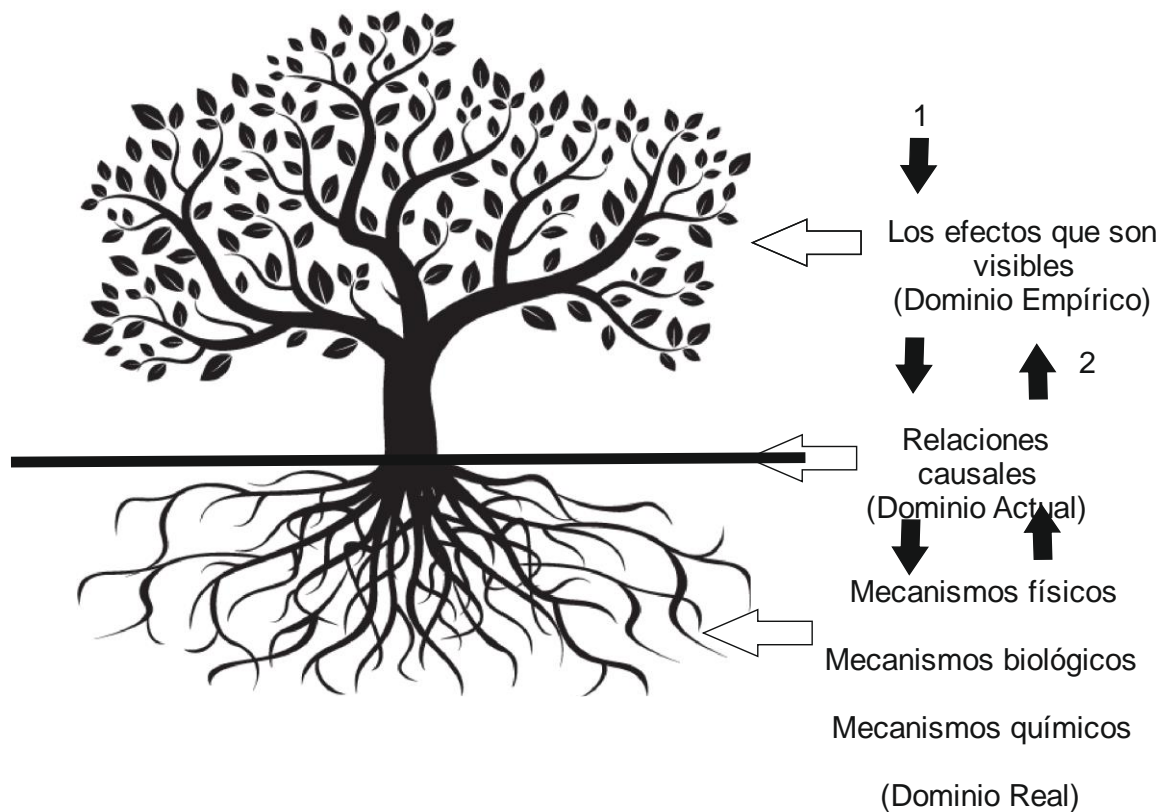 1
Los efectos que son
visibles
(Dominio Empírico)
2
Relaciones
causales
(Dominio Actual)
Mecanismos físicos
Mecanismos biológicos
Mecanismos químicos
(Dominio Real)